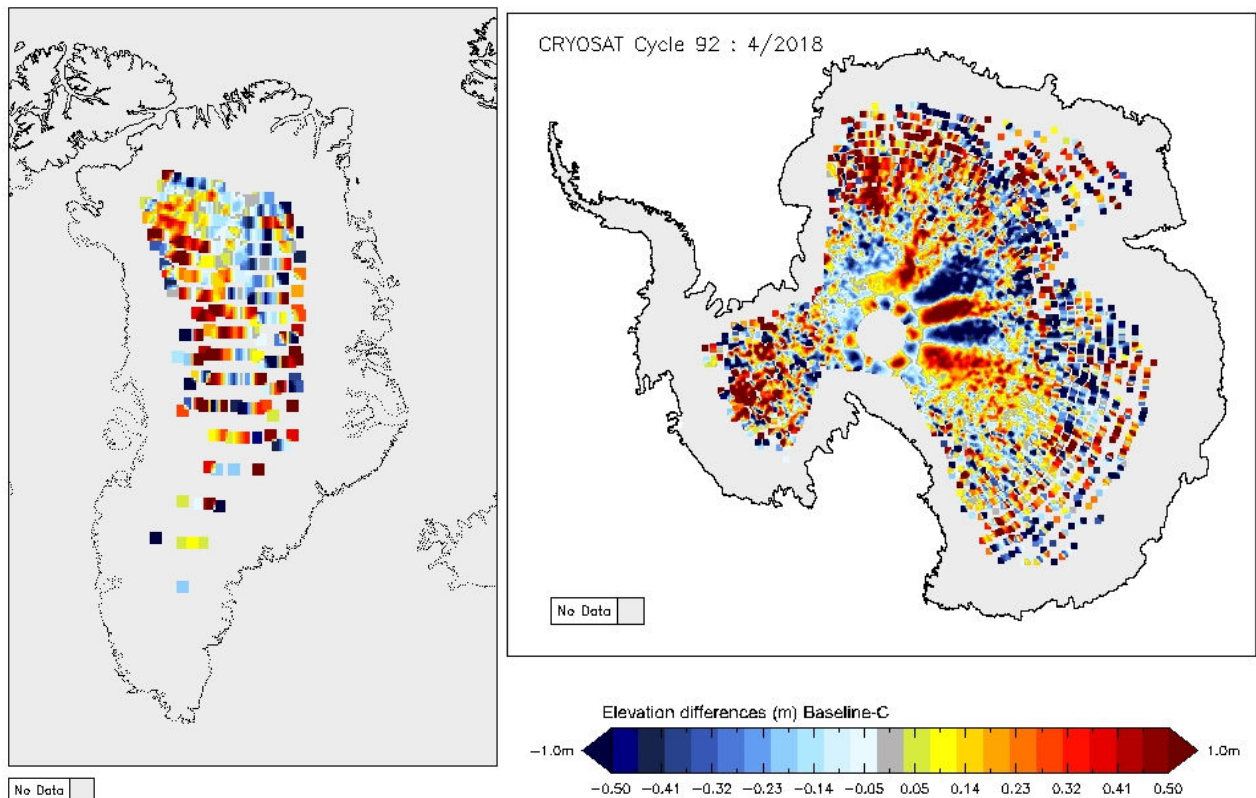 CRYOSAT Cycle 92 : 4/2018
No Data
Elevation differences (m) Baseline-C
-1.0m 1.0m
-0.50 -0.41 -0.32 -0.23 -0.14 -0.05 0.05 0.14 0.23 0.32 0.41 0.50
No Data